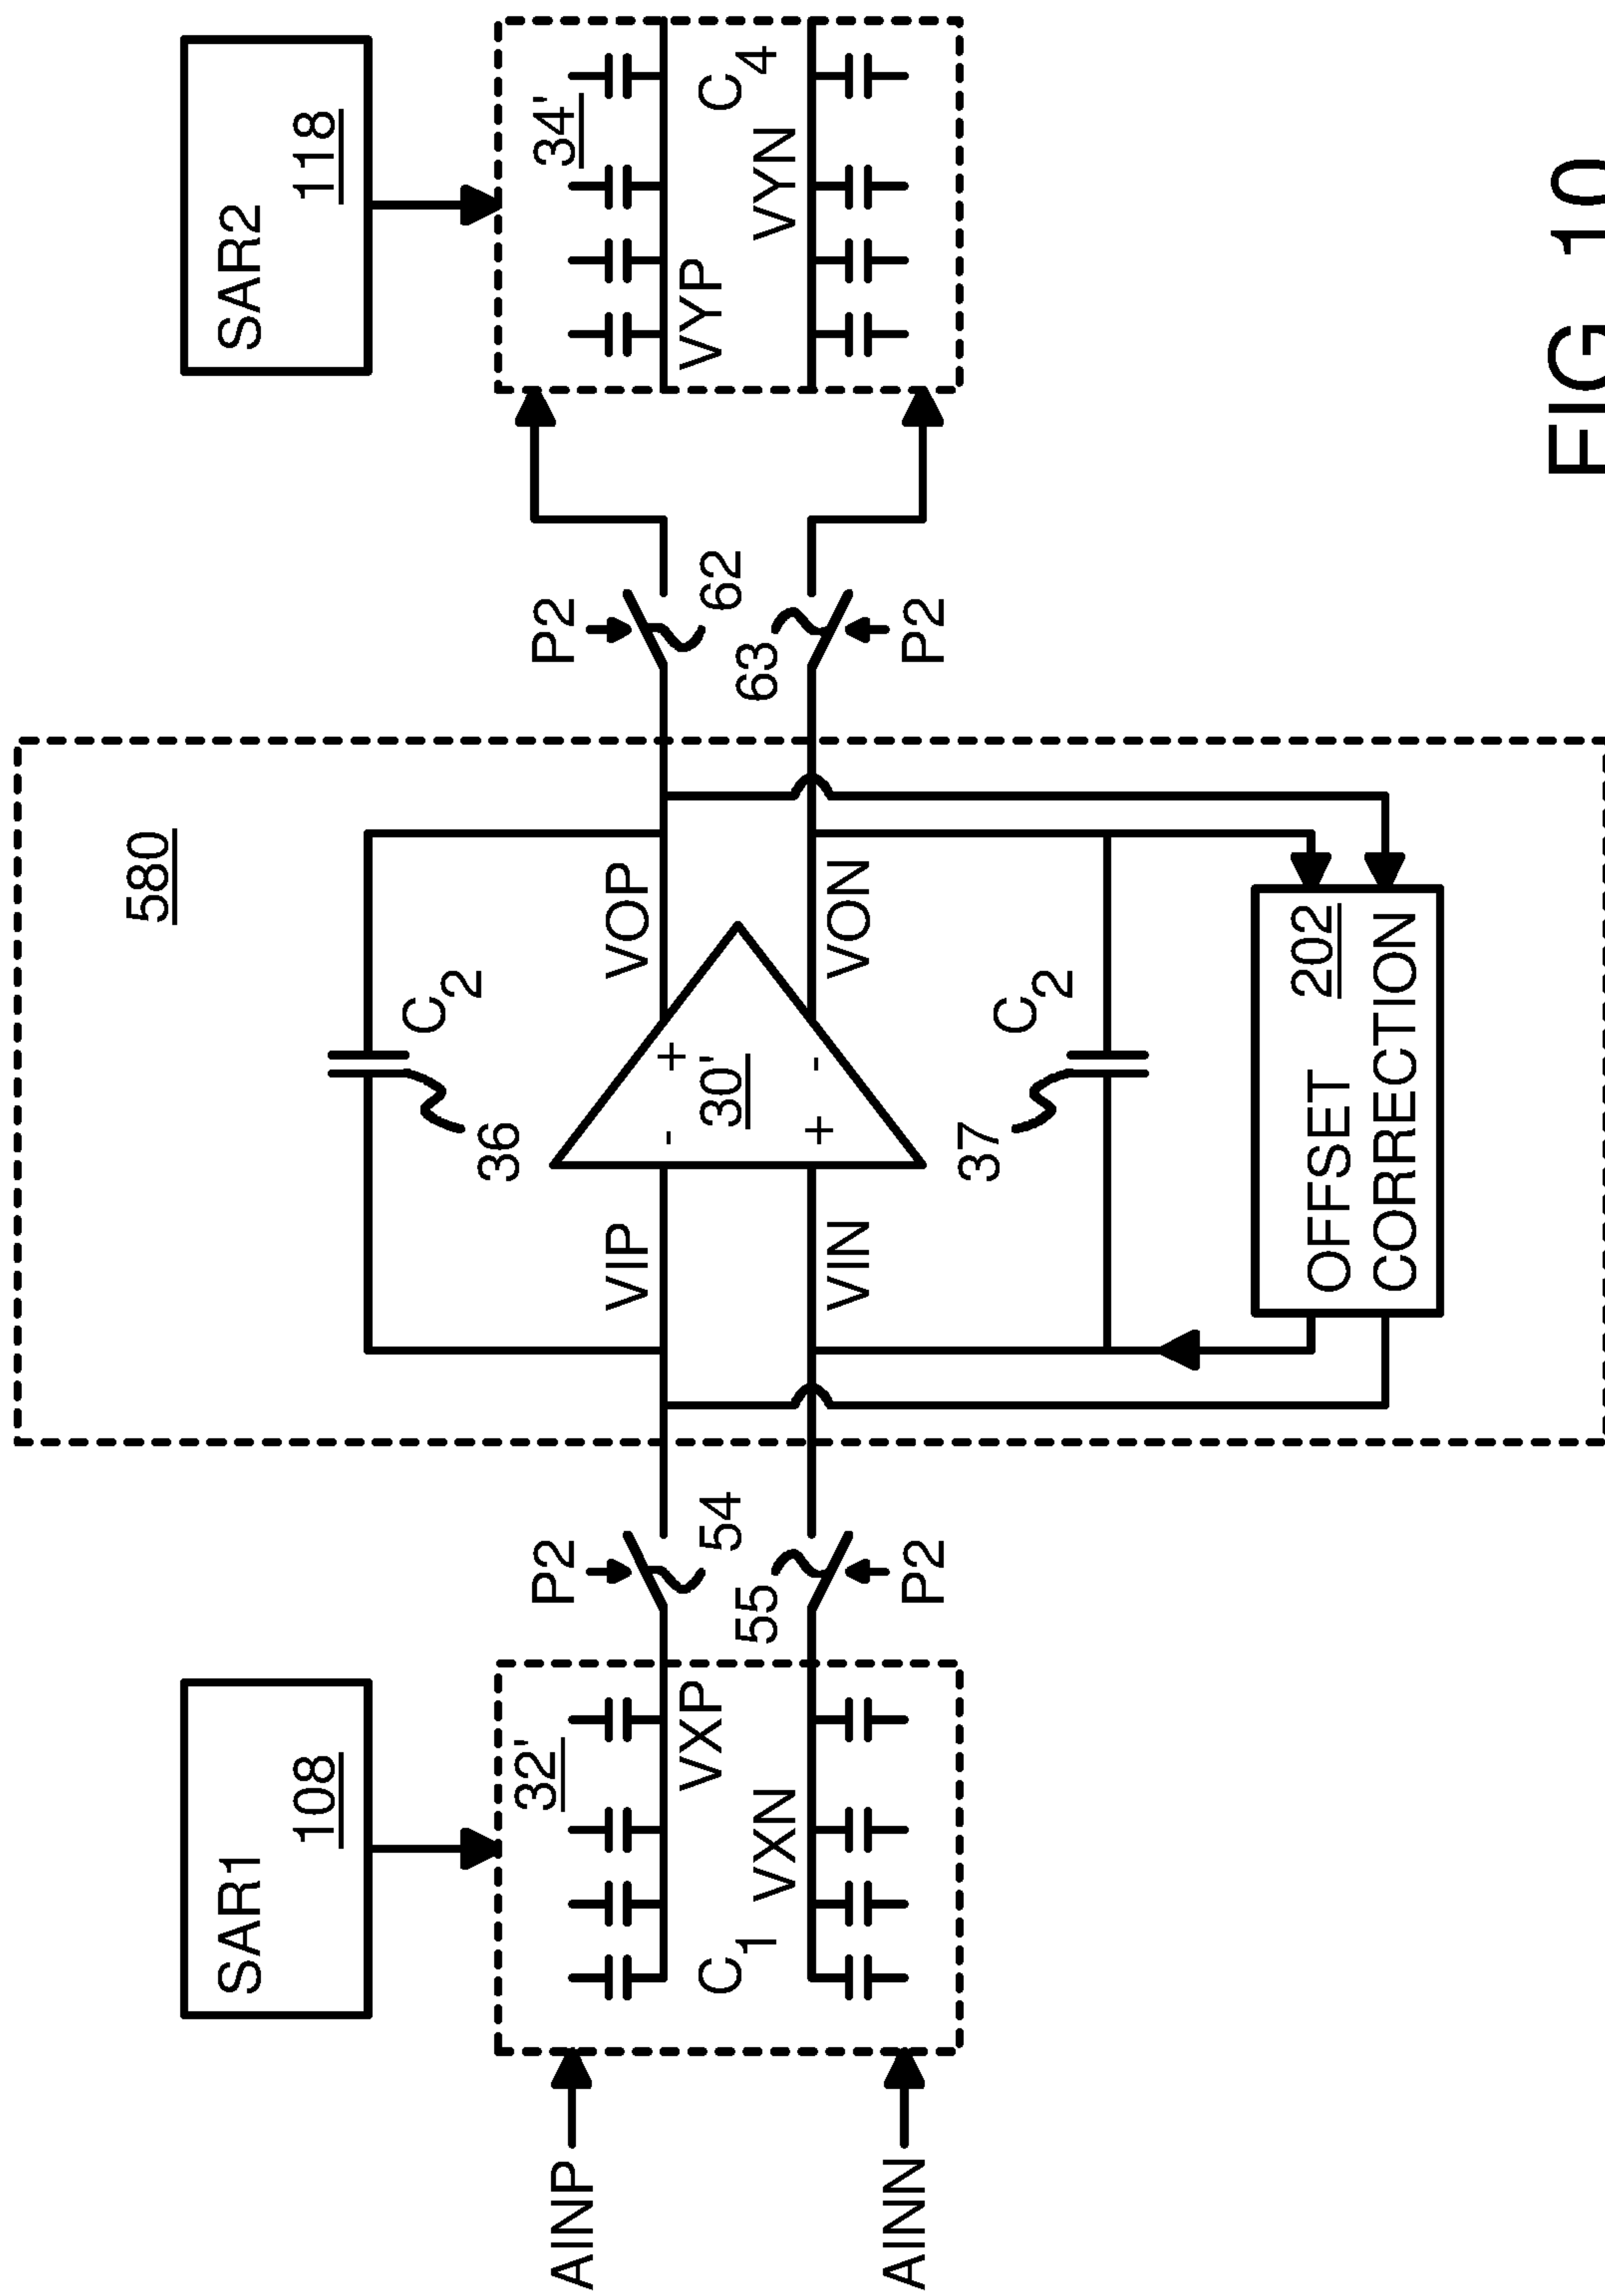 SAR1
108
SAR2
118
580
AINP
AINN
32'
VXP
C1
VXN
P2
54
55
P2
36
C2
VIP
VOP
-
+
30'
+
-
VIN
VON
37
C2
OFFSET 202
CORRECTION
P2
62
63
P2
34'
VYP
C4
VYN
FIG. 10